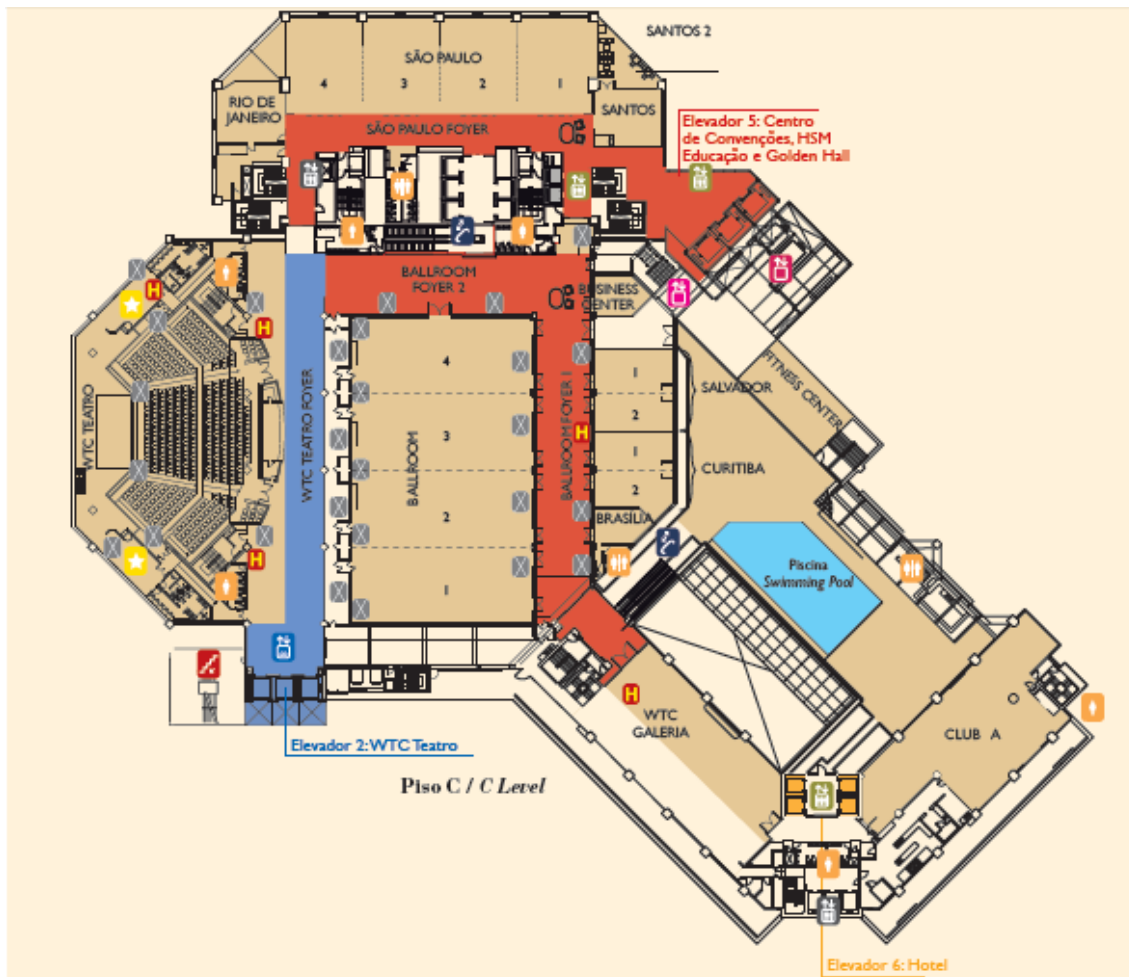 SANTOS 2
SÃO PAULO
4
3
2
1
RIO DE
JANEIRO
SANTOS
SÃO PAULO FOYER
Elevador 5: Centro
de Convenções, HSM
Educação e Golden Hall
BALLROOM
FOYER 2
BUSINESS
CENTER
H
H
WTC TEATRO
WTC TEATRO FOYER
BALLROOM
4
3
2
1
BALLROOM FOYER 1
H
1
SALVADOR
2
1
CURITIBA
2
BRASÍLIA
FITNESS CENTER
Piscina
Swimming Pool
H
H
WTC
GALERIA
CLUB A
Elevador 2: WTC Teatro
Piso C / C Level
Elevador 6: Hotel